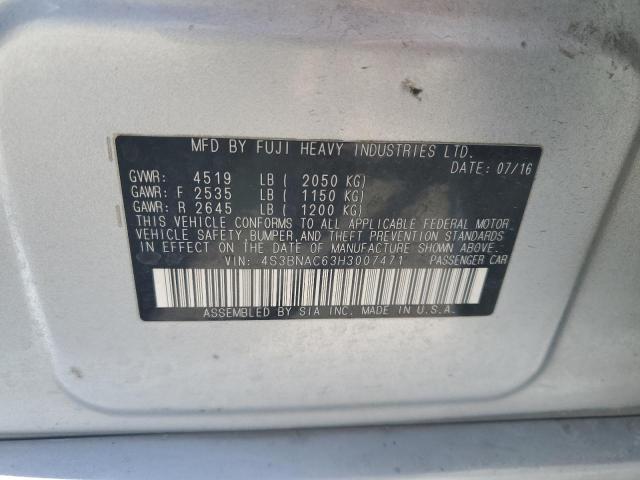 MFD BY FUJI HEAVY INDUSTRIES LTD.
DATE: 07/16
GVWR: 4519 LB ( 2050 KG)
GAWR: F 2535 LB ( 1150 KG)
GAWR: R 2645 LB ( 1200 KG)
THIS VEHICLE CONFORMS TO ALL APPLICABLE FEDERAL MOTOR
VEHICLE SAFETY, BUMPER, AND THEFT PREVENTION STANDARDS
IN EFFECT ON THE DATE OF MANUFACTURE SHOWN ABOVE.
VIN: 4S3BNAC63H3007471 PASSENGER CAR
ASSEMBLED BY SIA INC. MADE IN U.S.A.